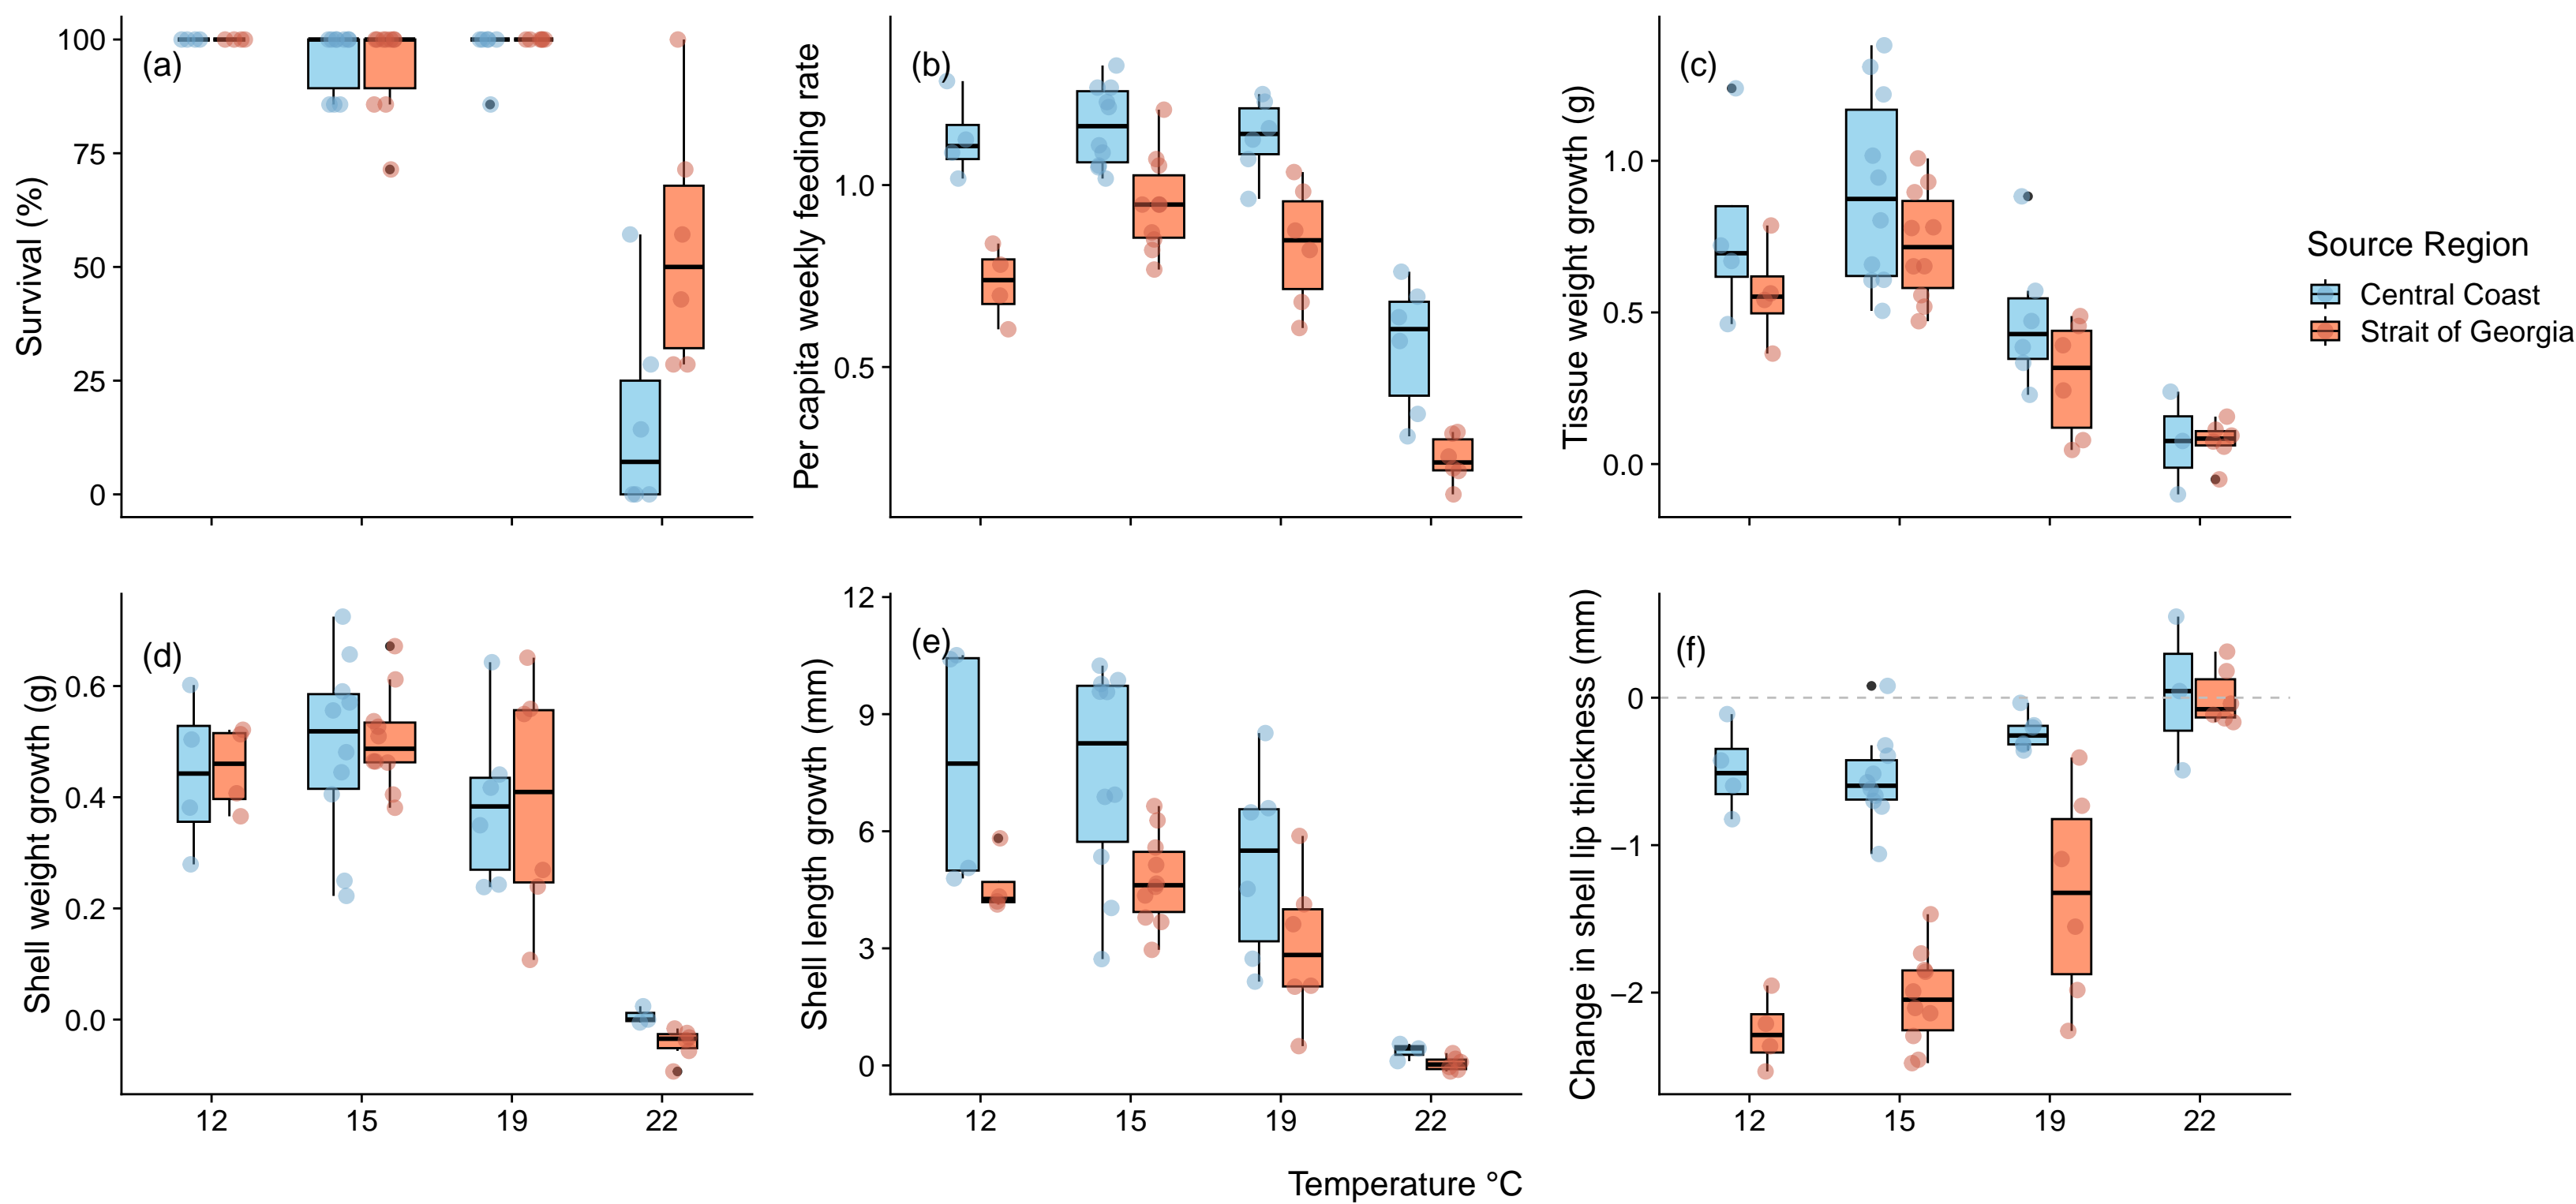 (a)
Survival (%)
100
75
50
25
0
(b)
Per capita weekly feeding rate
1.0
0.5
(c)
Tissue weight growth (g)
1.0
0.5
0.0
Source Region
Central Coast
Strait of Georgia
(d)
Shell weight growth (g)
0.6
0.4
0.2
0.0
12
15
19
22
(e)
Shell length growth (mm)
12
9
6
3
0
12
15
19
22
(f)
Change in shell lip thickness (mm)
0
−1
−2
12
15
19
22
Temperature °C